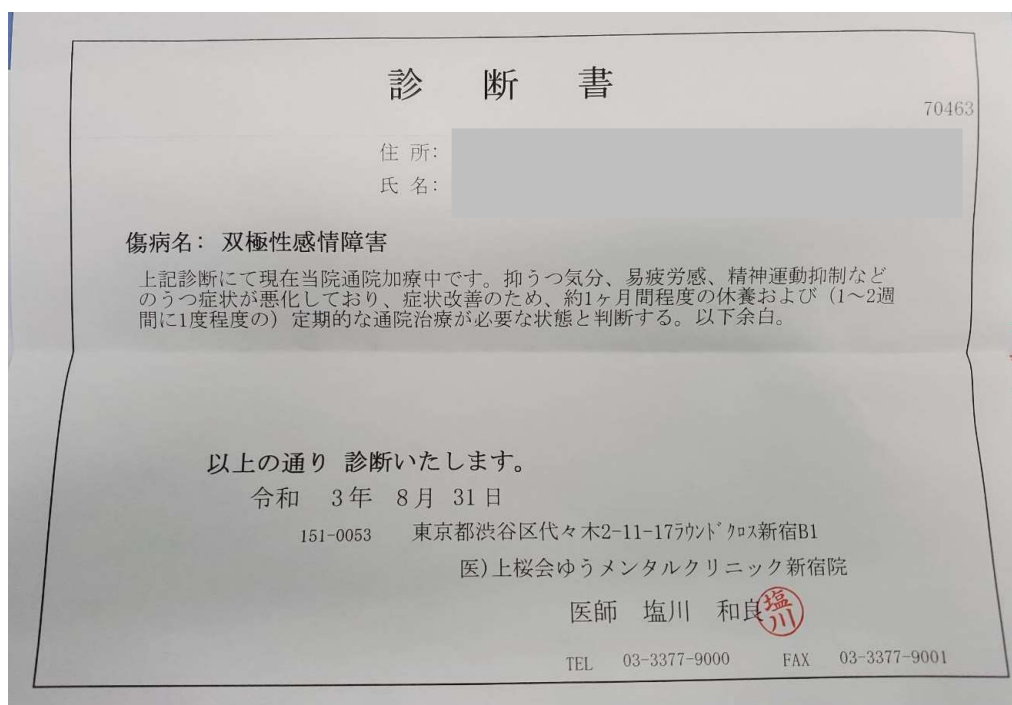 診 断 書
70463
住 所:
氏 名:
傷病名: 双極性感情障害
上記診断にて現在当院通院加療中です。抑うつ気分、易疲労感、精神運動抑制など
のうつ症状が悪化しており、症状改善のため、約1ヶ月間程度の休養および（1～2週
間に1度程度の）定期的な通院治療が必要な状態と判断する。以下余白。
以上の通り 診断いたします。
令和 3年 8月 31日
151-0053 東京都渋谷区代々木2-11-17ﾗｳﾝﾄﾞｸﾛｽ新宿B1
医)上桜会ゆうメンタルクリニック新宿院
医師 塩川 和良
塩川
TEL 03-3377-9000 FAX 03-3377-9001